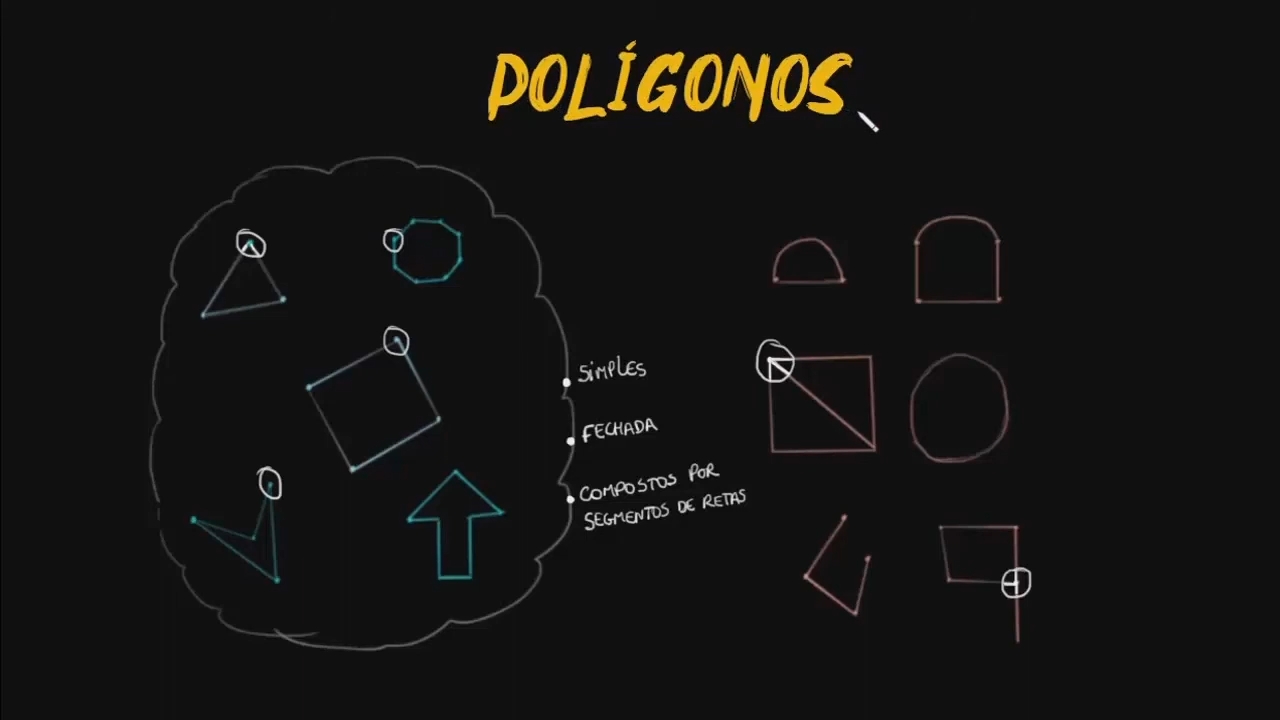 POLÍGONOS
SIMPLES
FECHADA
COMPOSTOS POR
SEGMENTOS DE RETAS